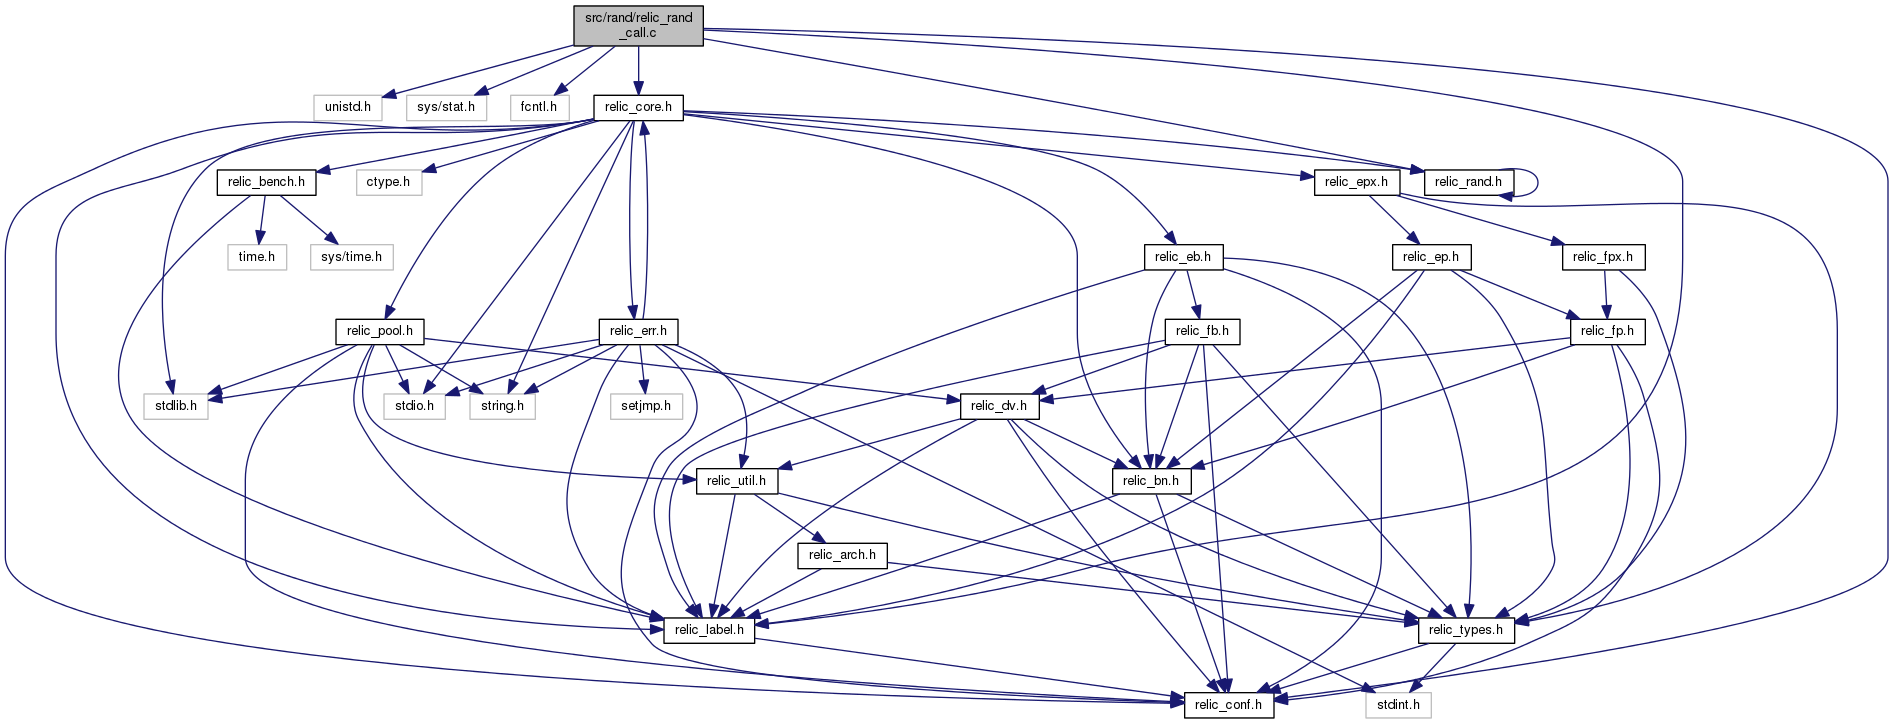 src/rand/relic_rand
_call.c
unistd.h
sys/stat.h
fcntl.h
relic_core.h
relic_bench.h
ctype.h
relic_epx.h
relic_rand.h
time.h
sys/time.h
relic_eb.h
relic_ep.h
relic_fpx.h
relic_pool.h
relic_err.h
relic_fb.h
relic_fp.h
stdlib.h
stdio.h
string.h
setjmp.h
relic_dv.h
relic_util.h
relic_bn.h
relic_arch.h
relic_label.h
relic_types.h
relic_conf.h
stdint.h